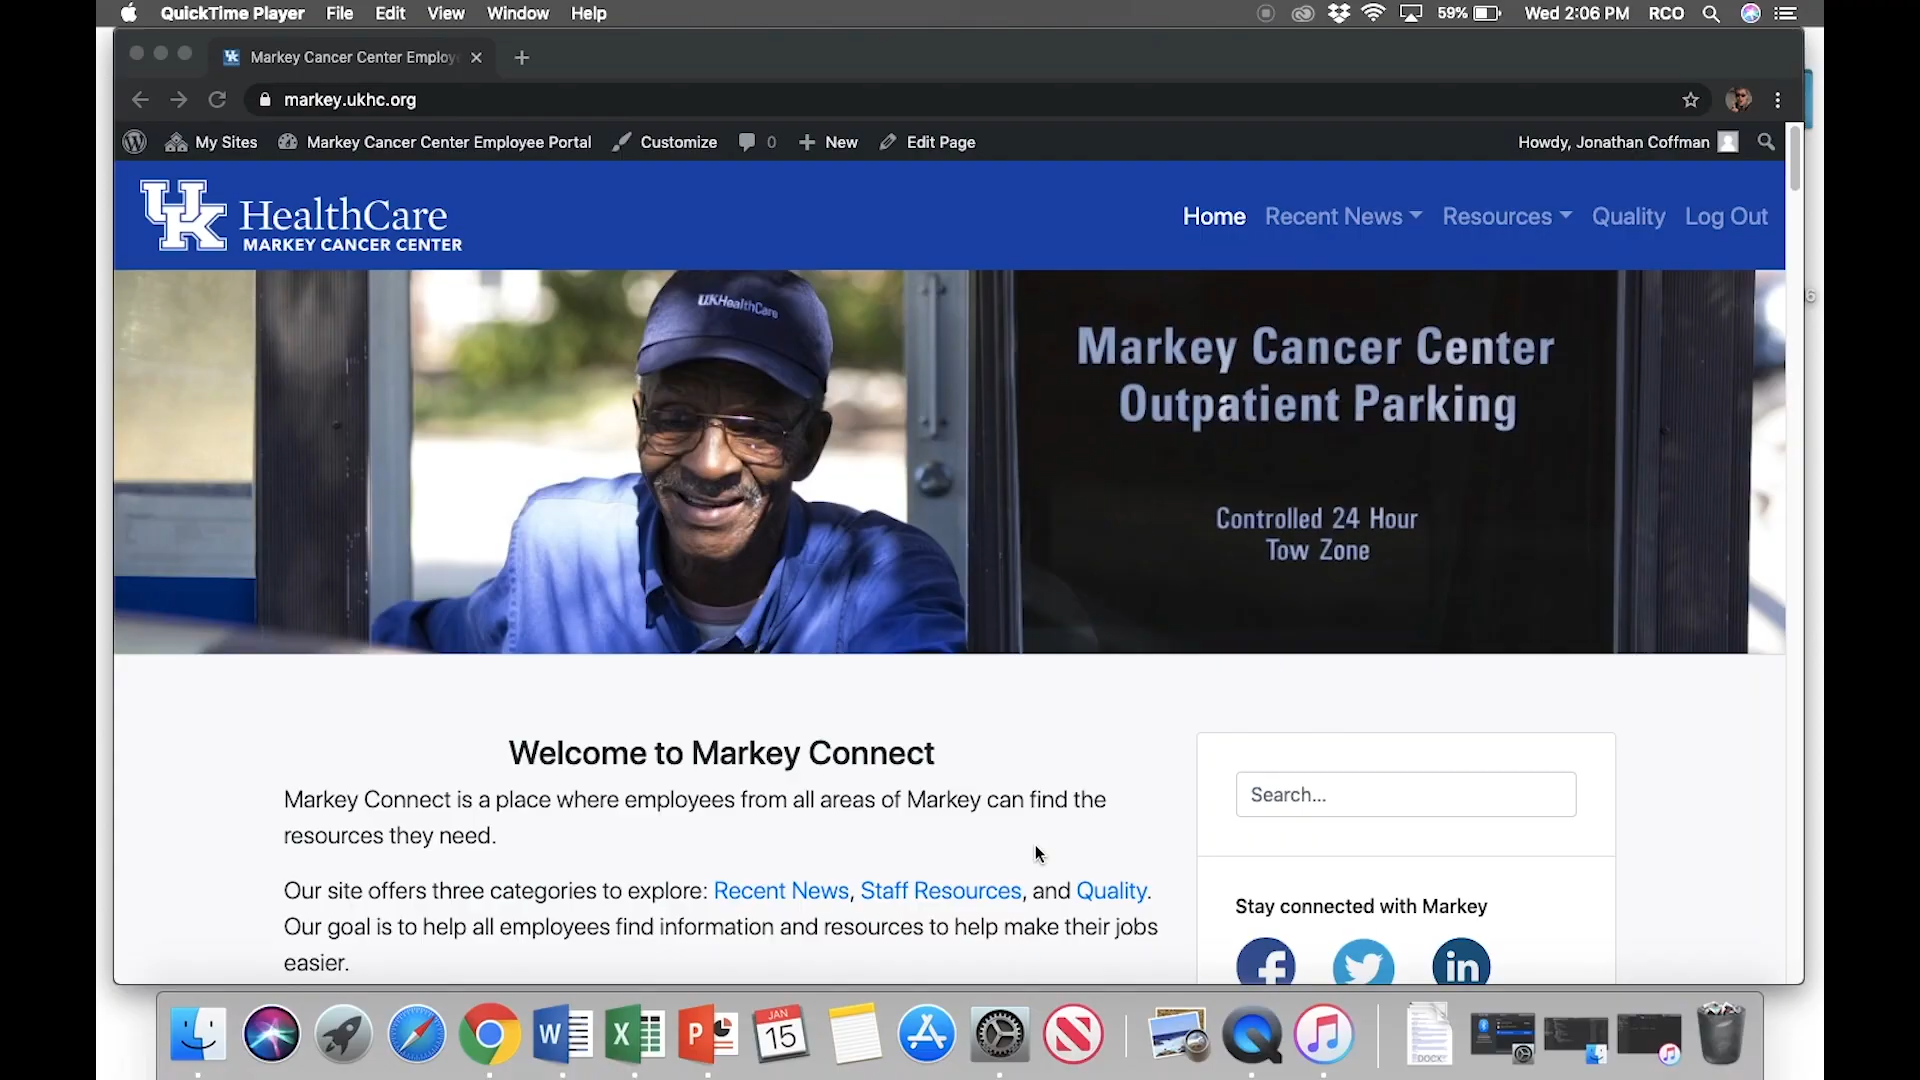 QuickTime Player File Edit View Window Help 59% Wed 2:06 PM RCO
Markey Cancer Center Employ
markey.ukhc.org
My Sites Markey Cancer Center Employee Portal Customize 0 New Edit Page Howdy, Jonathan Coffman
UK HealthCare
MARKEY CANCER CENTER
Home Recent News Resources Quality Log Out
UKHealthCare
Markey Cancer Center
Outpatient Parking
Controlled 24 Hour
Tow Zone
6
Welcome to Markey Connect
Markey Connect is a place where employees from all areas of Markey can find the
resources they need.
Our site offers three categories to explore: Recent News, Staff Resources, and Quality.
Our goal is to help all employees find information and resources to help make their jobs
easier.
Search...
Stay connected with Markey
f in
W X P JAN
15
N
DOCX